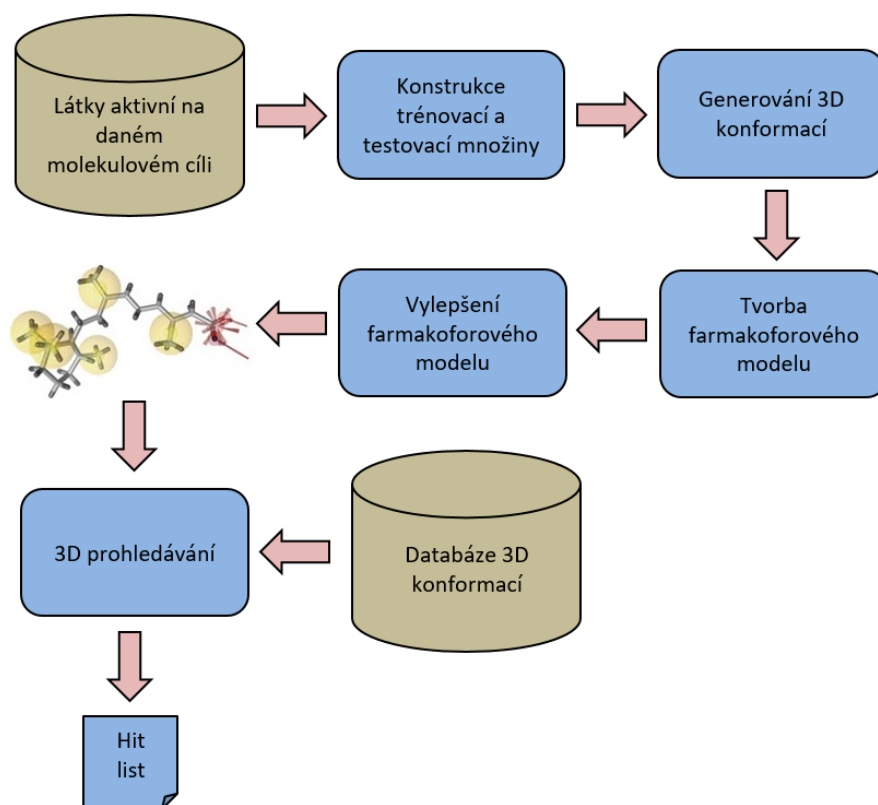 Látky aktivní na
daném
molekulovém cíli
Konstrukce
trénovací a
testovací množiny
Generování 3D
konformací
Tvorba
farmakoforového
modelu
Vylepšení
farmakoforového
modelu
3D prohledávání
Databáze 3D
konformací
Hit
list